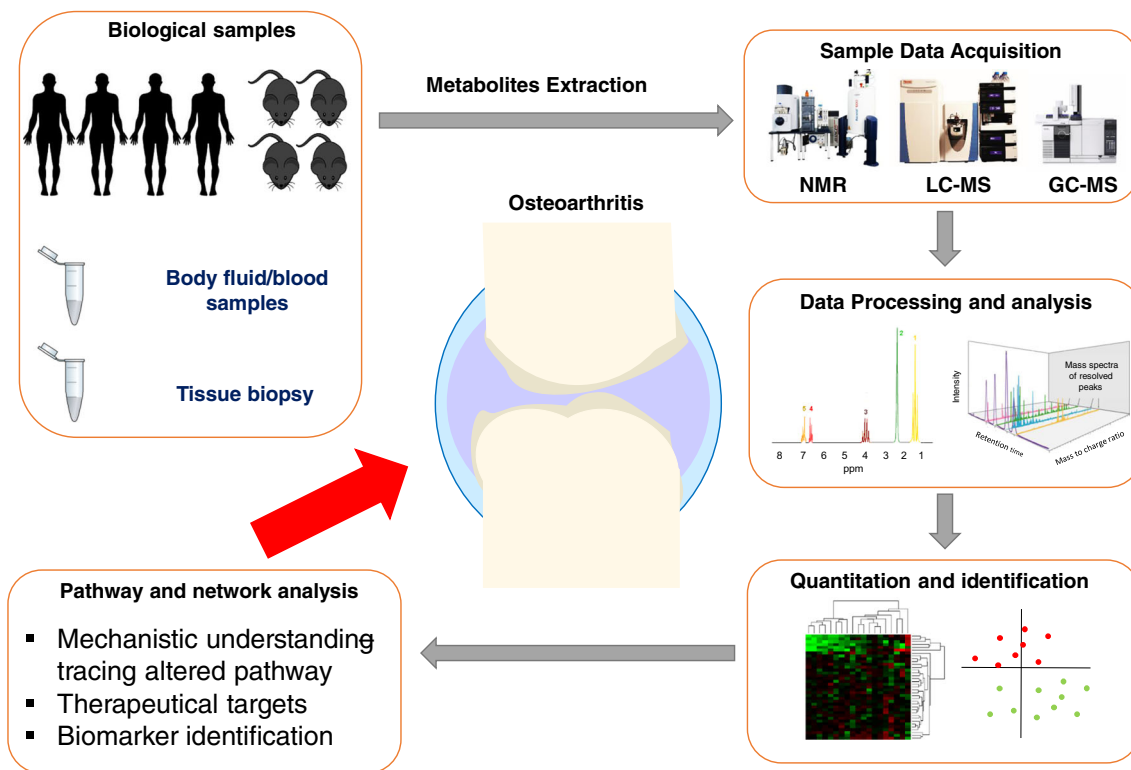 Biological samples
Body fluid/blood
samples
Tissue biopsy
Metabolites Extraction
Sample Data Acquisition
NMR
LC-MS
GC-MS
Osteoarthritis
Data Processing and analysis
5
4
3
2
1
8 7 6 5 4 3 2 1
ppm
Intensity
Mass spectra
of resolved
peaks
Retention time
Mass to charge ratio
Quantitation and identification
Pathway and network analysis
▪ Mechanistic understanding-
tracing altered pathway
▪ Therapeutical targets
▪ Biomarker identification